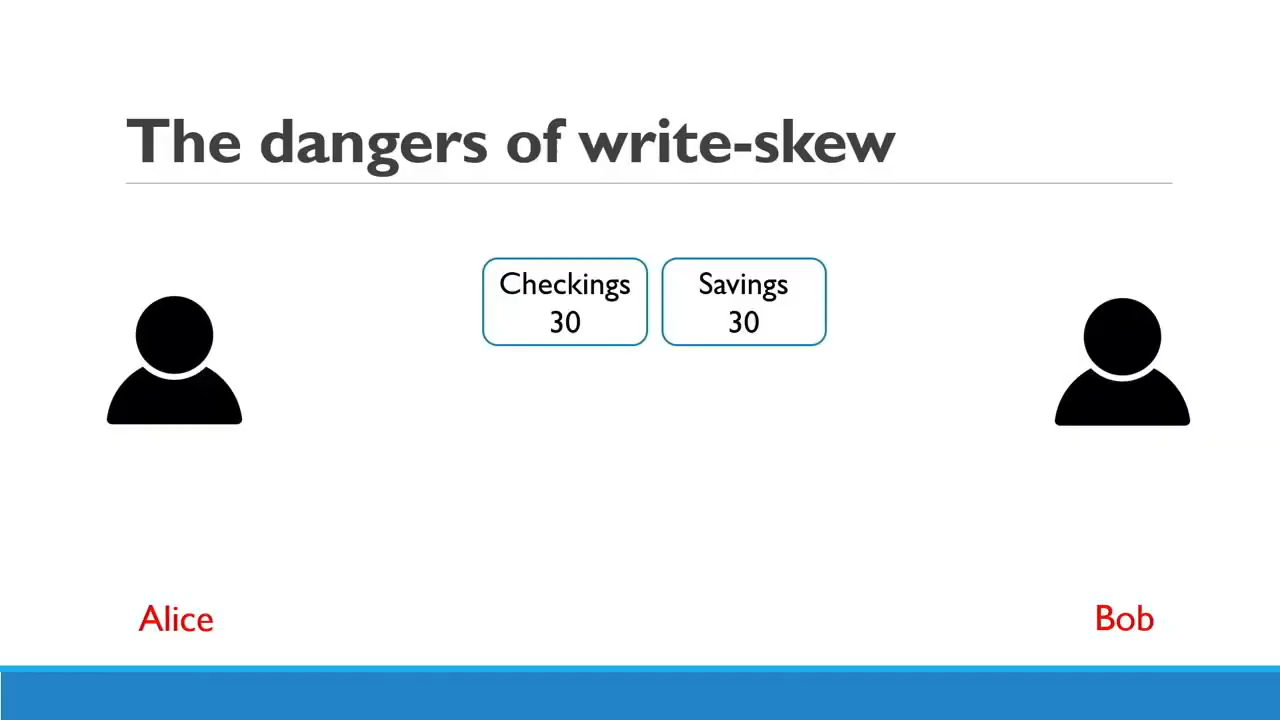 The dangers of write-skew
Checkings
30
Savings
30
Alice
Bob